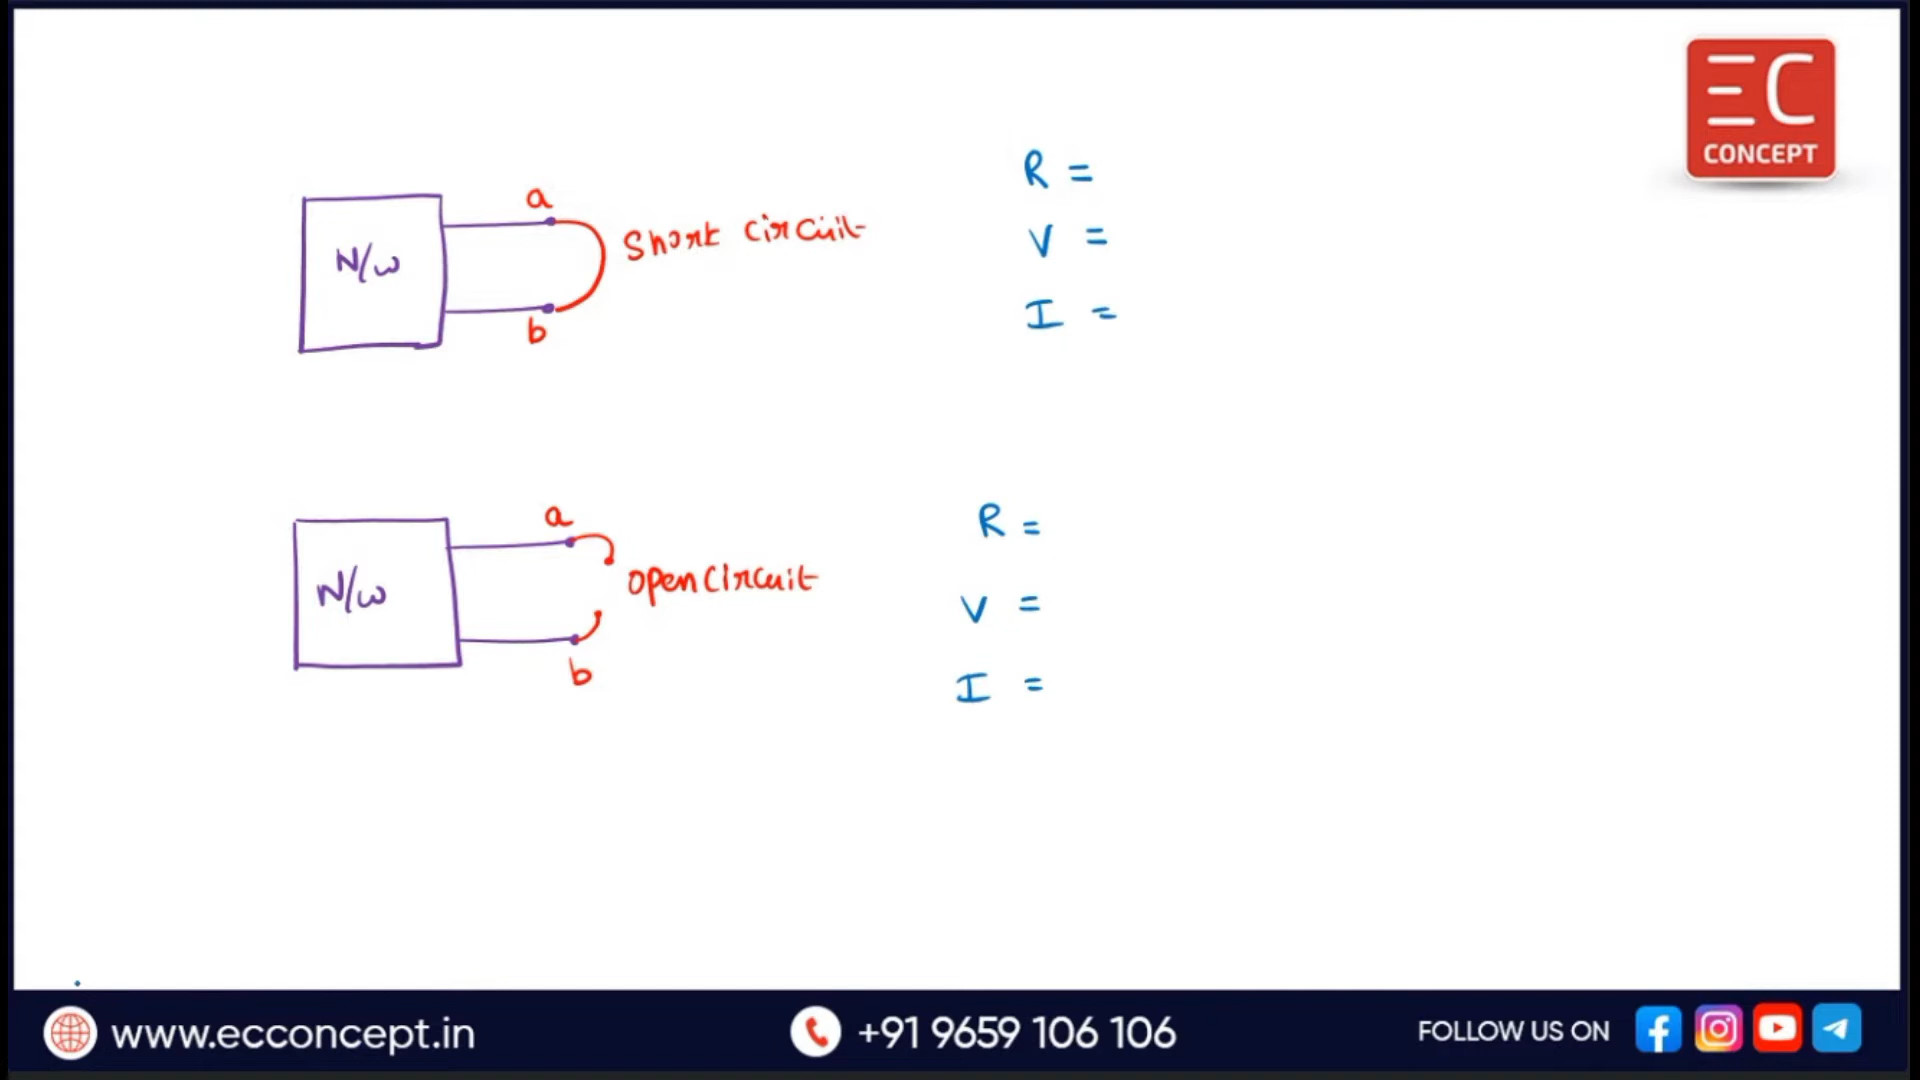 EC
CONCEPT
R =
V =
I =
N/W
a
b
Short circuit
N/W
a
b
open circuit
R =
V =
I =
www.ecconcept.in
+91 9659 106 106
FOLLOW US ON